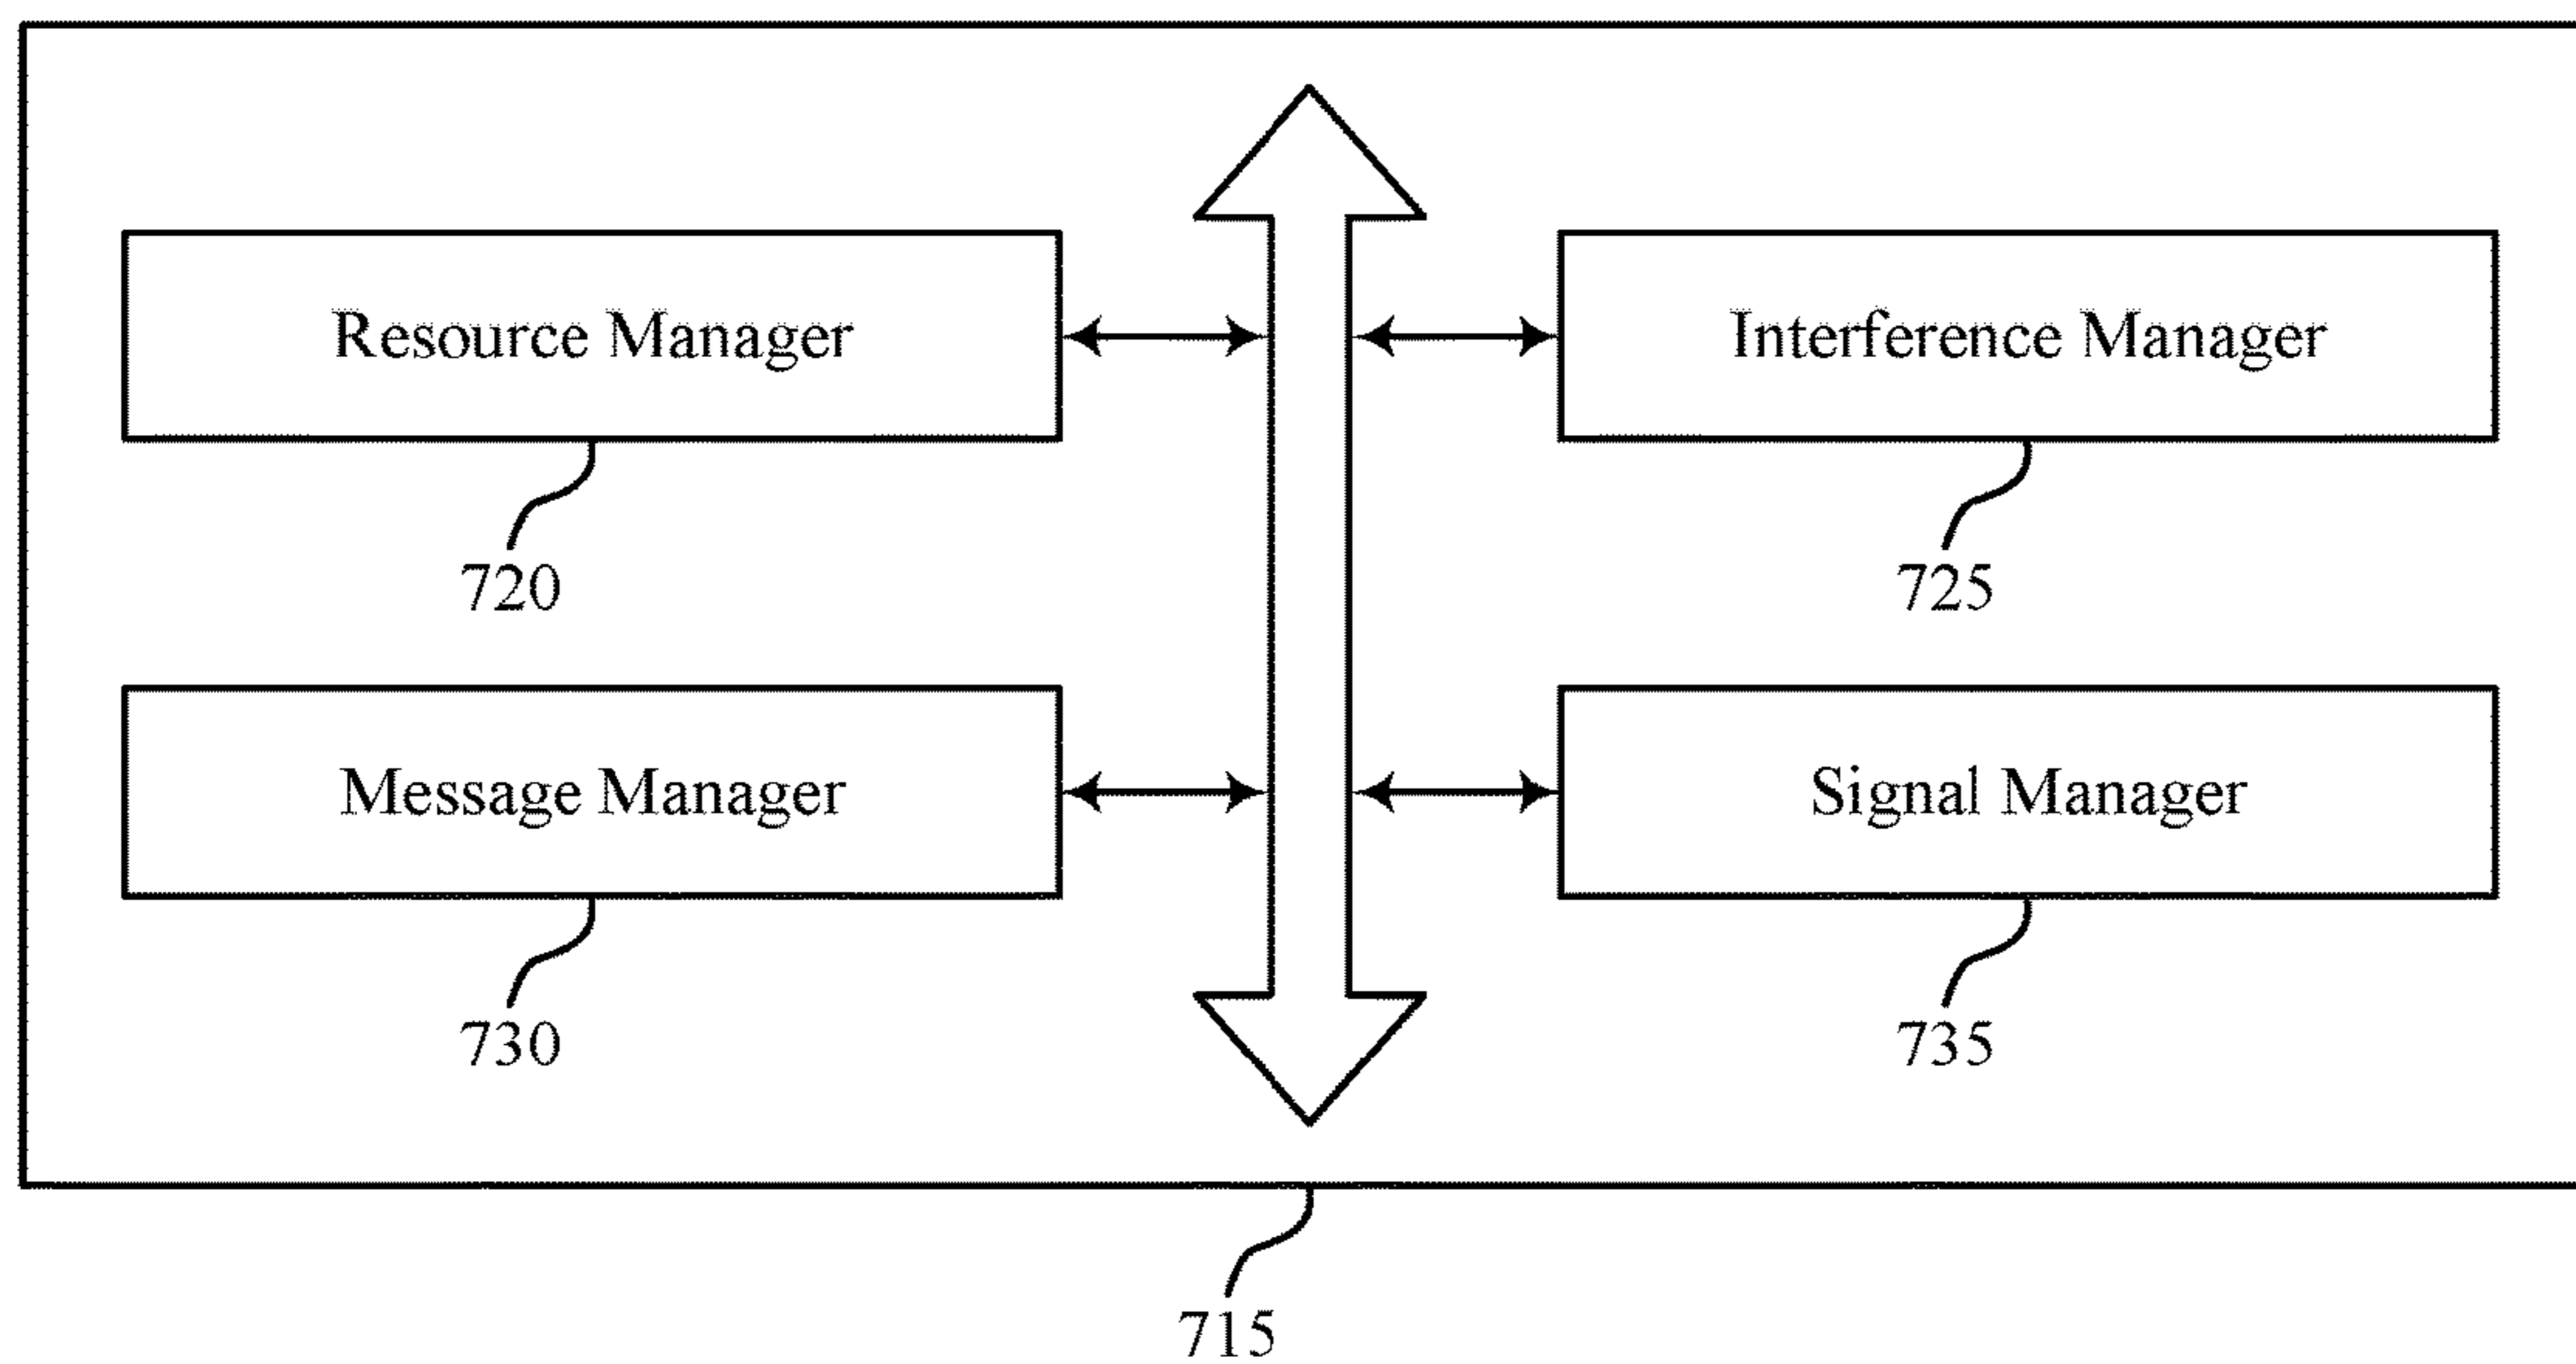 Resource Manager
Interference Manager
720
725
Message Manager
Signal Manager
730
735
715